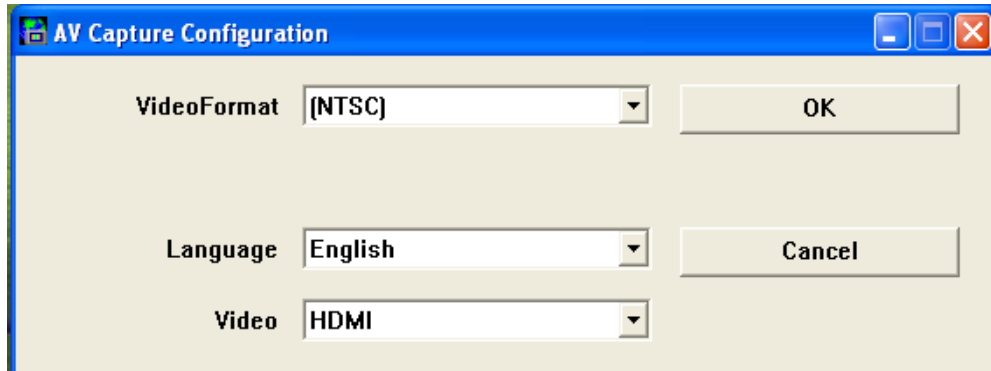 AV Capture Configuration
VideoFormat (NTSC) OK
Language English Cancel
Video HDMI